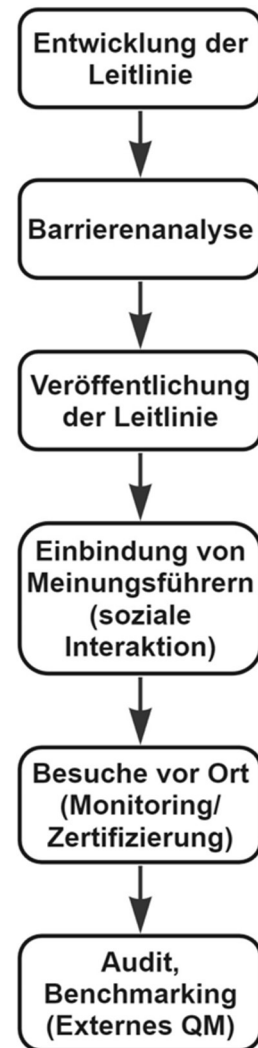 Entwicklung der
Leitlinie
Barrierenanalyse
Veröffentlichung
der Leitlinie
Einbindung von
Meinungsführern
(soziale
Interaktion)
Besuche vor Ort
(Monitoring/
Zertifizierung)
Audit,
Benchmarking
(Externes QM)